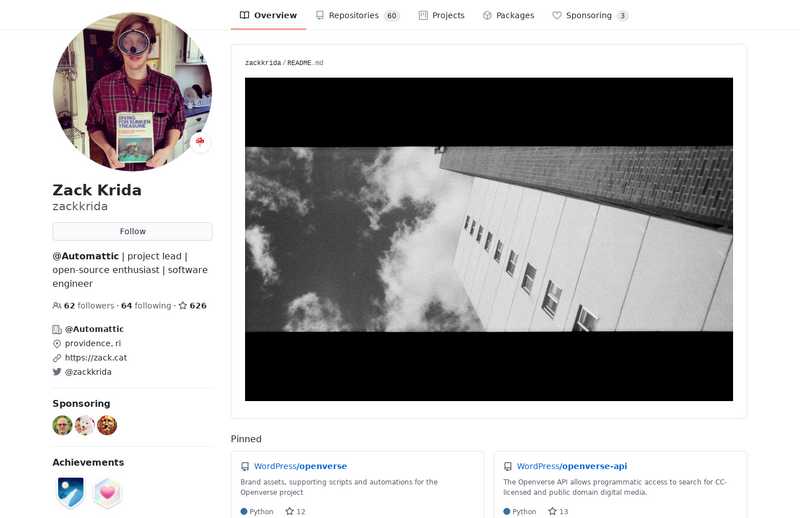 Overview
Repositories 60
Projects
Packages
Sponsoring 3
DIVING
FOR SUNKEN
TREASURE
Zack Krida
zackkrida
Follow
@Automattic | project lead |
open-source enthusiast | software
engineer
62 followers · 64 following · 626
@Automattic
providence, ri
https://zack.cat
@zackkrida
Sponsoring
Achievements
zackkrida/README.md
Pinned
WordPress/openverse
Brand assets, supporting scripts and automations for the
Openverse project
Python 12
WordPress/openverse-api
The Openverse API allows programmatic access to search for CC-
licensed and public domain digital media.
Python 13